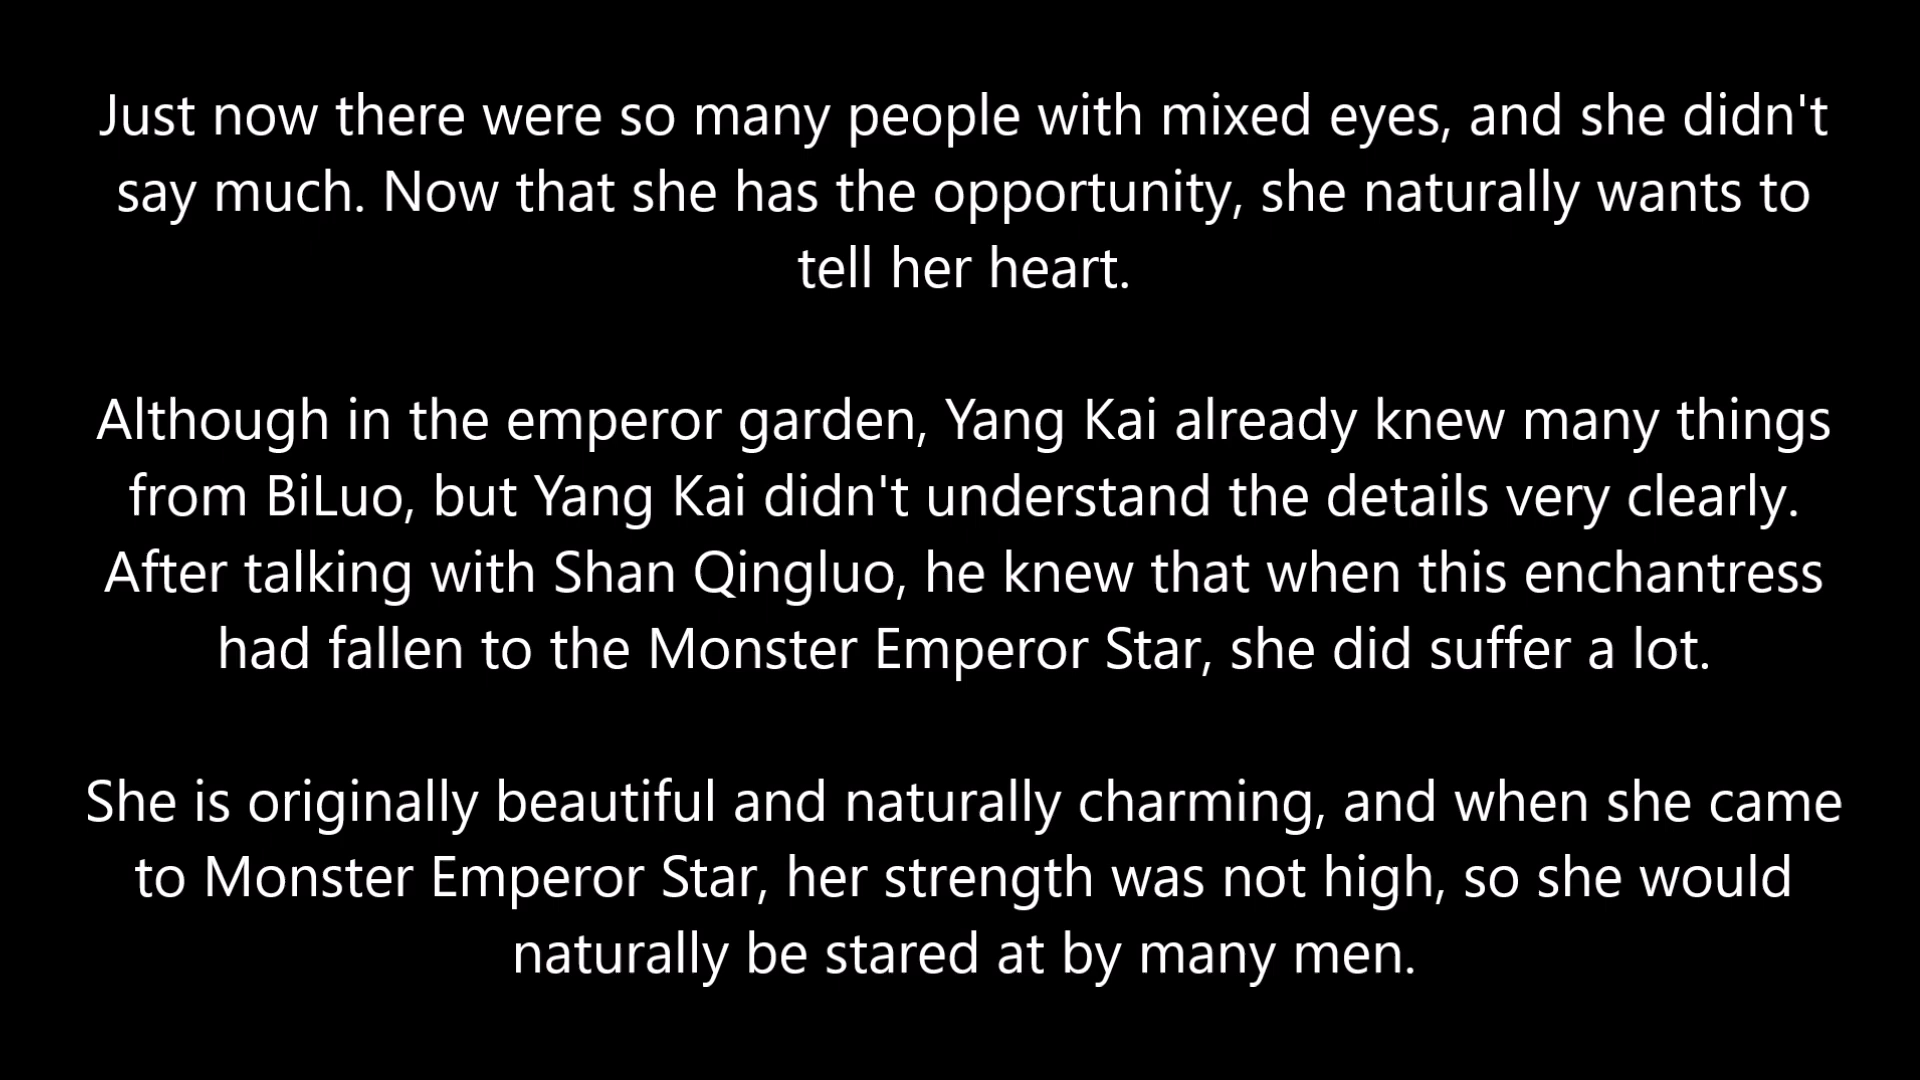 Just now there were so many people with mixed eyes, and she didn't
say much. Now that she has the opportunity, she naturally wants to
tell her heart.
Although in the emperor garden, Yang Kai already knew many things
from BiLuo, but Yang Kai didn't understand the details very clearly.
After talking with Shan Qingluo, he knew that when this enchantress
had fallen to the Monster Emperor Star, she did suffer a lot.
She is originally beautiful and naturally charming, and when she came
to Monster Emperor Star, her strength was not high, so she would
naturally be stared at by many men.